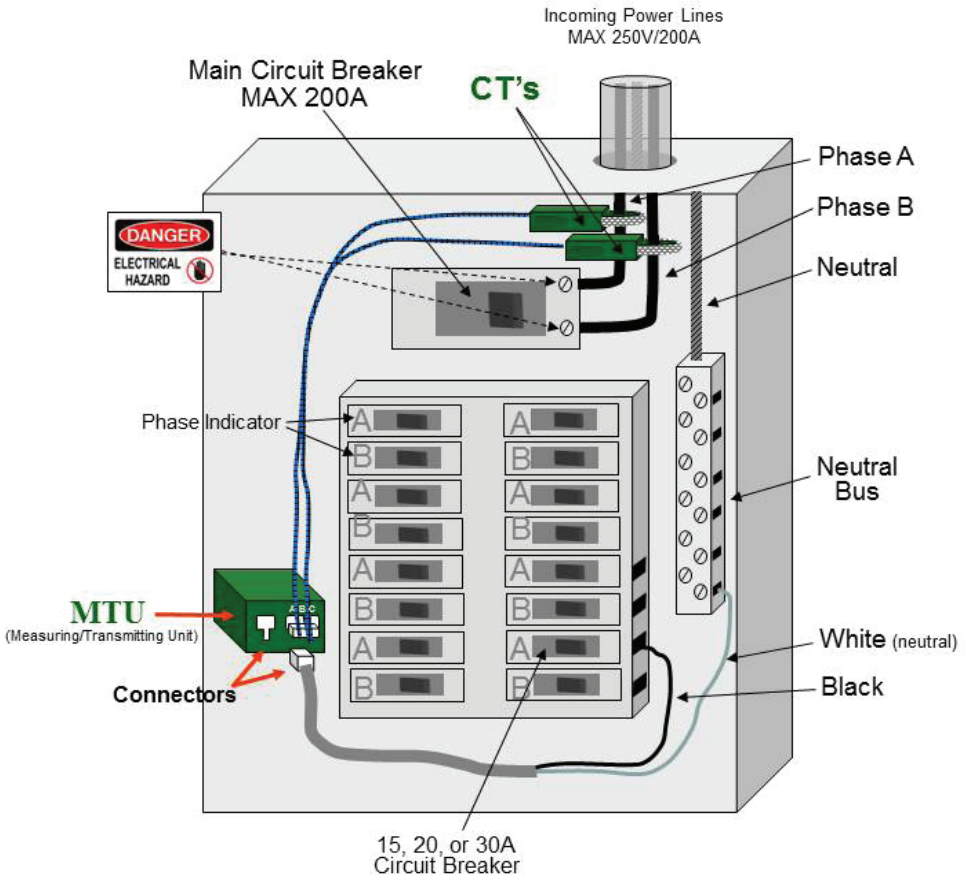 Incoming Power Lines
MAX 250V/200A
Main Circuit Breaker
MAX 200A
CT's
Phase A
Phase B
Neutral
DANGER
ELECTRICAL
HAZARD
Phase Indicator
A
A
B
B
A
A
B
B
A
A
B
B
A
A
B
B
Neutral
Bus
MTU
(Measuring/Transmitting Unit)
A B C
Connectors
White (neutral)
Black
15, 20, or 30A
Circuit Breaker